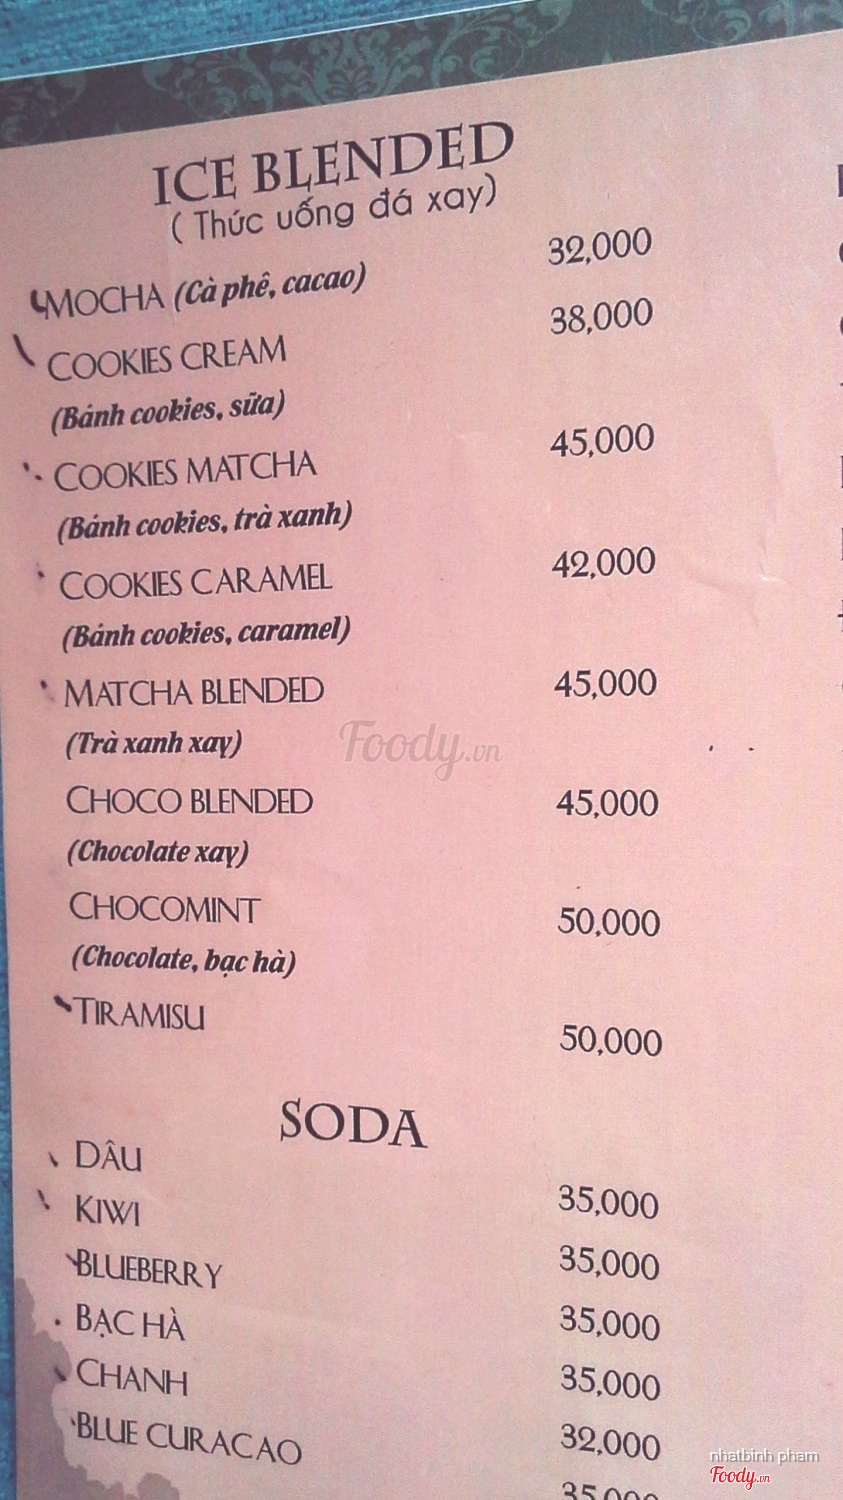 ICE BLENDED
( Thức uống đá xay)
MOCHA (Cà phê, cacao) 32,000
COOKIES CREAM 38,000
(Bánh cookies, sữa)
COOKIES MATCHA 45,000
(Bánh cookies, trà xanh)
COOKIES CARAMEL 42,000
(Bánh cookies, caramel)
MATCHA BLENDED 45,000
(Trà xanh xay)
Foody.vn
CHOCO BLENDED 45,000
(Chocolate xay)
CHOCOMINT 50,000
(Chocolate, bạc hà)
TIRAMISU 50,000
SODA
DÂU 35,000
KIWI 35,000
BLUEBERRY 35,000
BẠC HÀ 35,000
CHANH 32,000
BLUE CURACAO 35,000
nhatbinh pham
Foody.vn